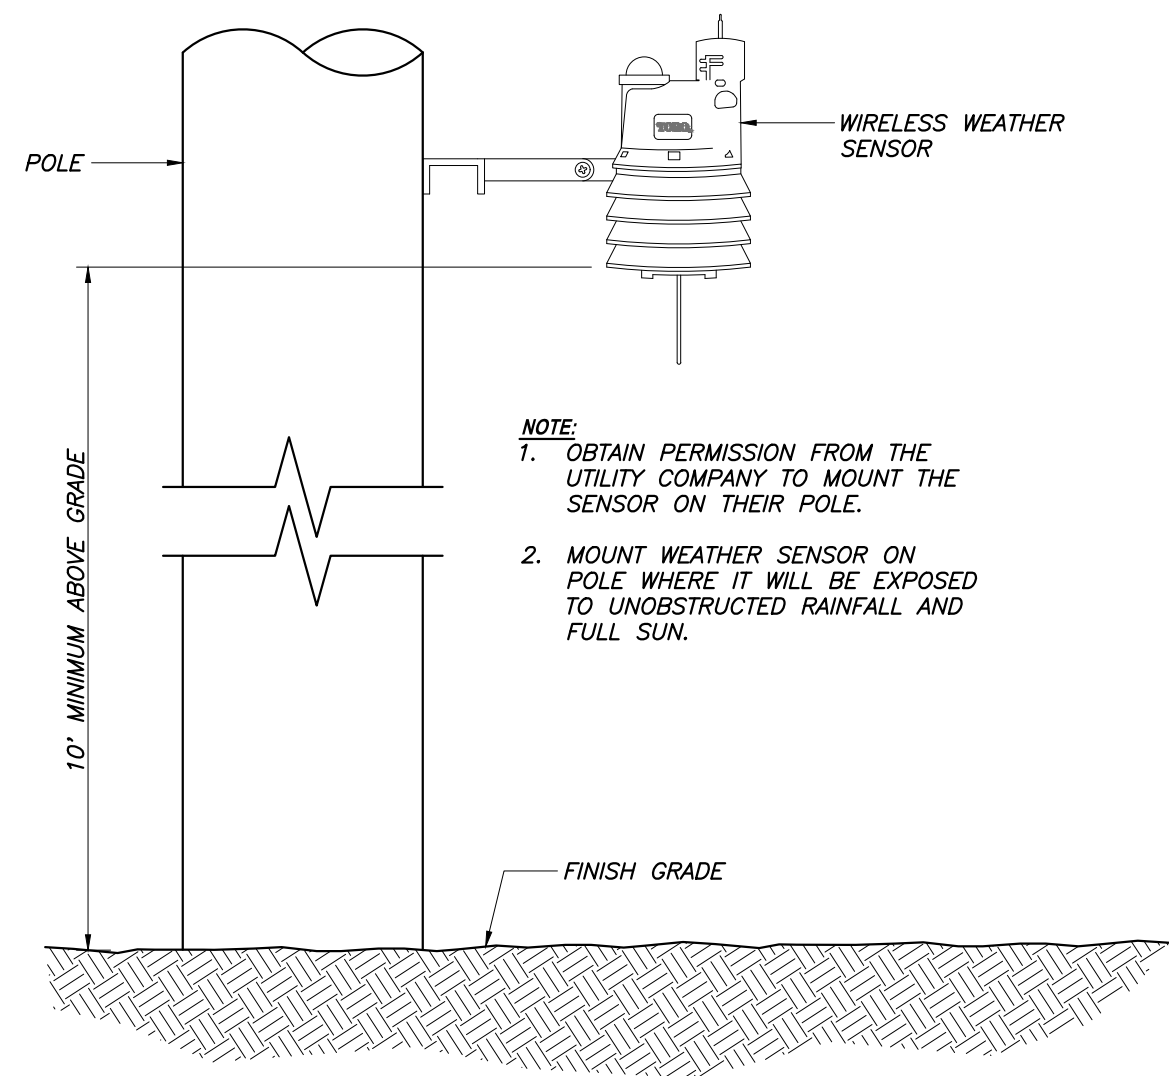 WIRELESS WEATHER
SENSOR
TORO
POLE
10' MINIMUM ABOVE GRADE
NOTE:
1. OBTAIN PERMISSION FROM THE
UTILITY COMPANY TO MOUNT THE
SENSOR ON THEIR POLE.
2. MOUNT WEATHER SENSOR ON
POLE WHERE IT WILL BE EXPOSED
TO UNOBSTRUCTED RAINFALL AND
FULL SUN.
FINISH GRADE